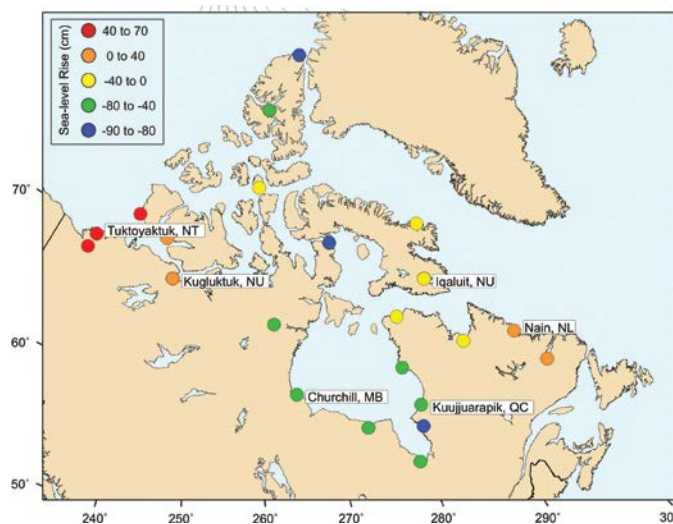 Sea-level Rise (cm)
40 to 70
0 to 40
-40 to 0
-80 to -40
-90 to -80
70˚
60˚
50˚
Tuktoyaktuk, NT
Kugluktuk, NU
Iqaluit, NU
Nain, NL
Churchill, MB
Kuujjuarapik, QC
240˚ 250˚ 260˚ 270˚ 280˚ 290˚ 30